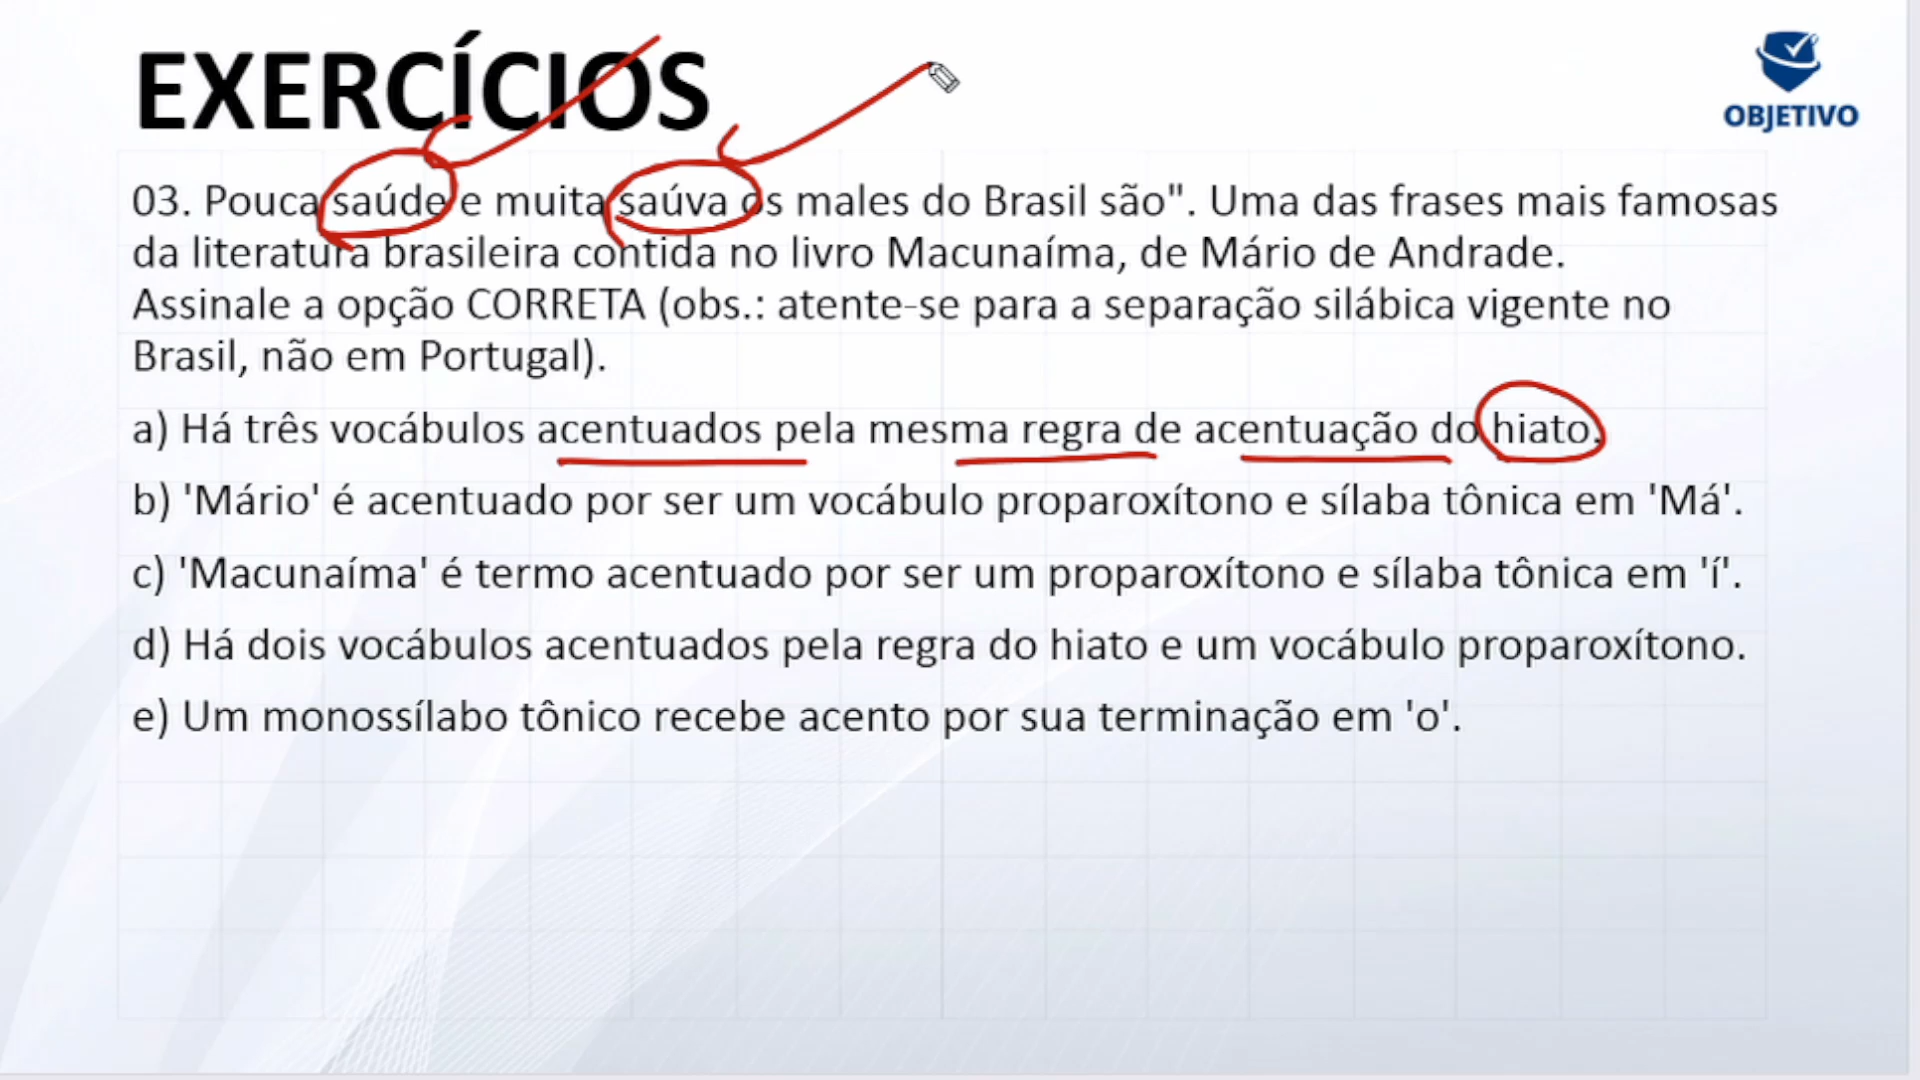 EXERCÍCIOS
OBJETIVO
03. Pouca saúde e muita saúva os males do Brasil são". Uma das frases mais famosas
da literatura brasileira contida no livro Macunaíma, de Mário de Andrade.
Assinale a opção CORRETA (obs.: atente-se para a separação silábica vigente no
Brasil, não em Portugal).
a) Há três vocábulos acentuados pela mesma regra de acentuação do hiato.
b) 'Mário' é acentuado por ser um vocábulo proparoxítono e sílaba tônica em 'Má'.
c) 'Macunaíma' é termo acentuado por ser um proparoxítono e sílaba tônica em 'í'.
d) Há dois vocábulos acentuados pela regra do hiato e um vocábulo proparoxítono.
e) Um monossílabo tônico recebe acento por sua terminação em 'o'.